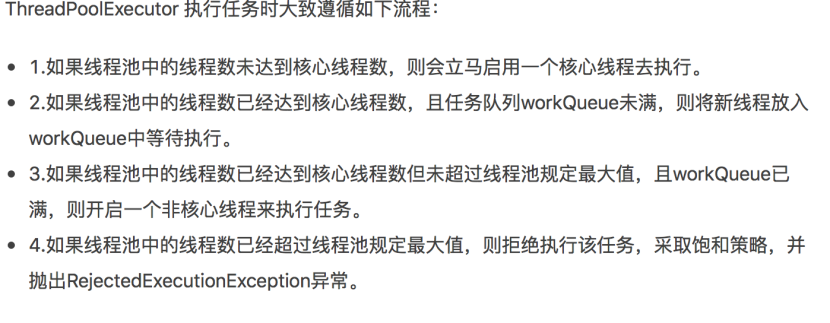 ThreadPoolExecutor 执行任务时大致遵循如下流程：
1.如果线程池中的线程数未达到核心线程数，则会立马启用一个核心线程去执行。
2.如果线程池中的线程数已经达到核心线程数，且任务队列workQueue未满，则将新线程放入
workQueue中等待执行。
3.如果线程池中的线程数已经达到核心线程数但未超过线程池规定最大值，且workQueue已
满，则开启一个非核心线程来执行任务。
4.如果线程池中的线程数已经超过线程池规定最大值，则拒绝执行该任务，采取饱和策略，并
抛出RejectedExecutionException异常。